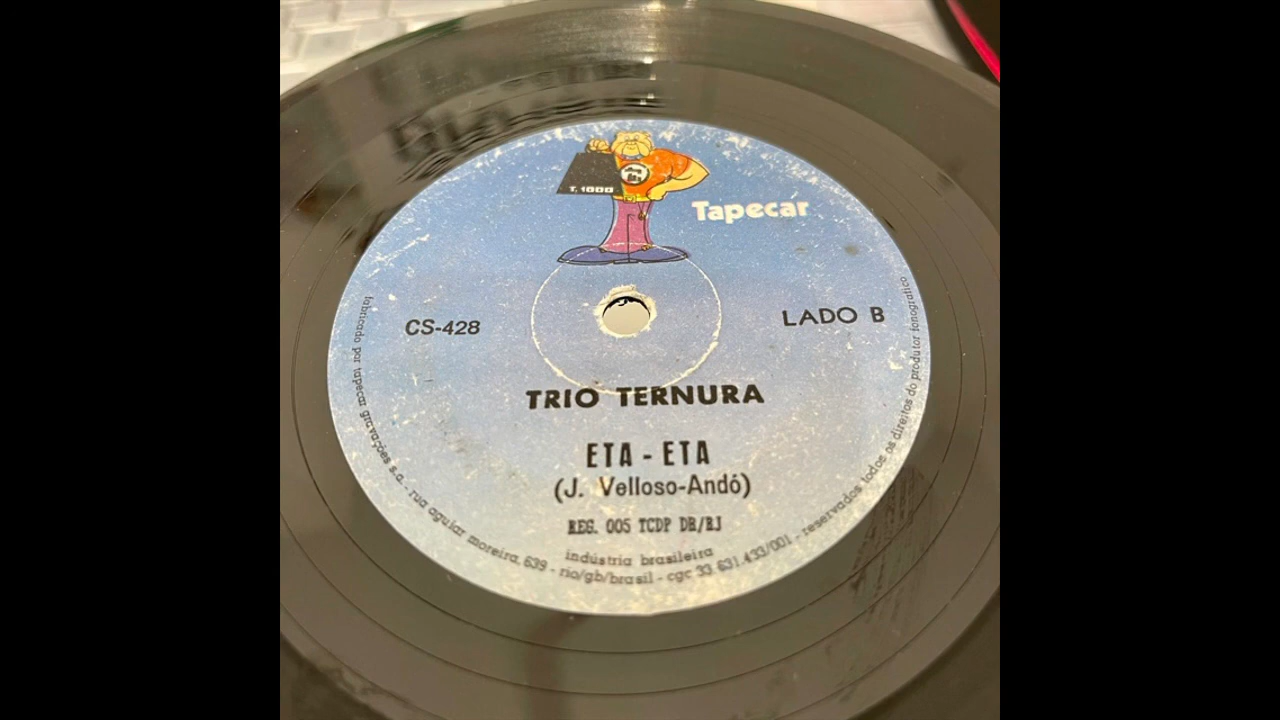 T. 1000
Tapecar
CS-428
LADO B
TRIO TERNURA
ETA - ETA
(J. Velloso-Andó)
REG. 005 TCDP DB/RJ
indústria brasileira
fabricado por tapecar gravações s.a. - rua aguiar moreira, 639 - rio/gb/brasil - cgc 33 631.433/001 - reservados todos os direitos do produtor fonográfico